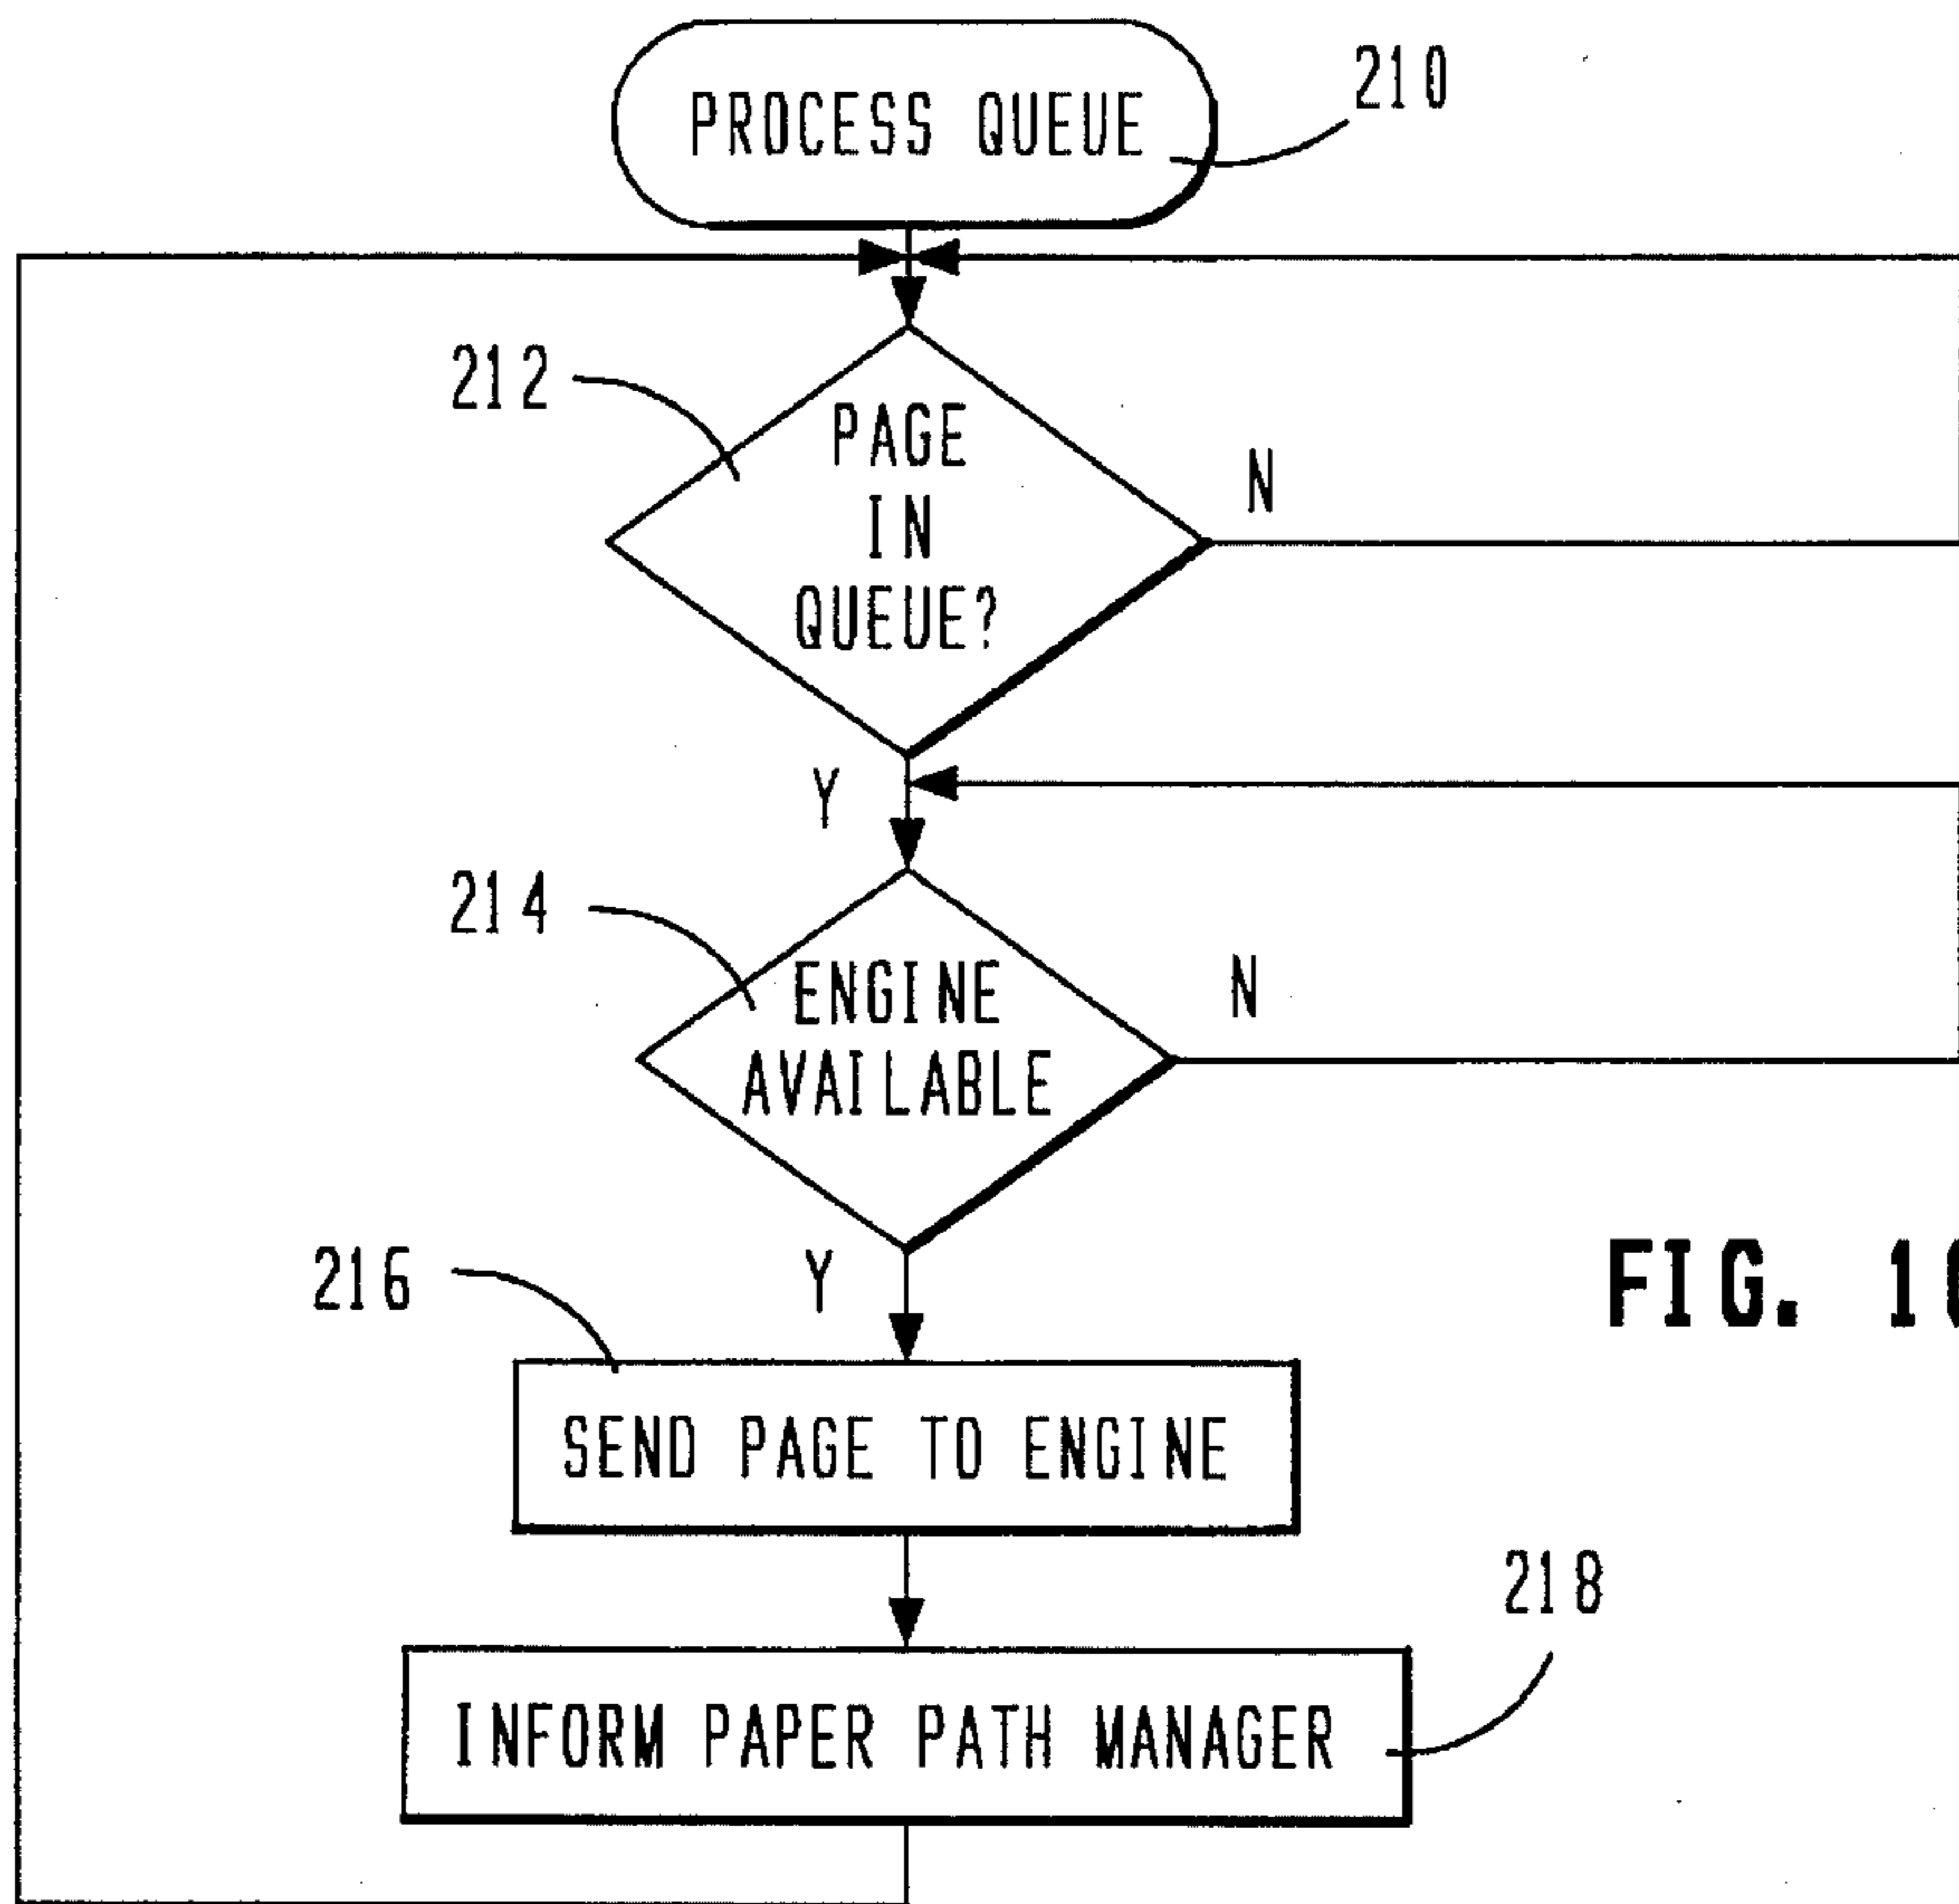 PROCESS QUEUE
210
212
PAGE
IN
QUEUE?
N
Y
214
ENGINE
AVAILABLE
N
Y
216
SEND PAGE TO ENGINE
FIG.
218
INFORM PAPER PATH MANAGER